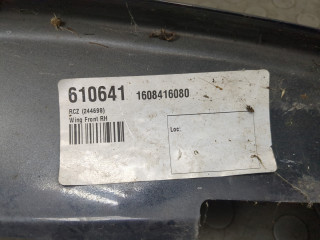 610641 1608416080
RCZ (244698)
Wing Front RH
Loc: